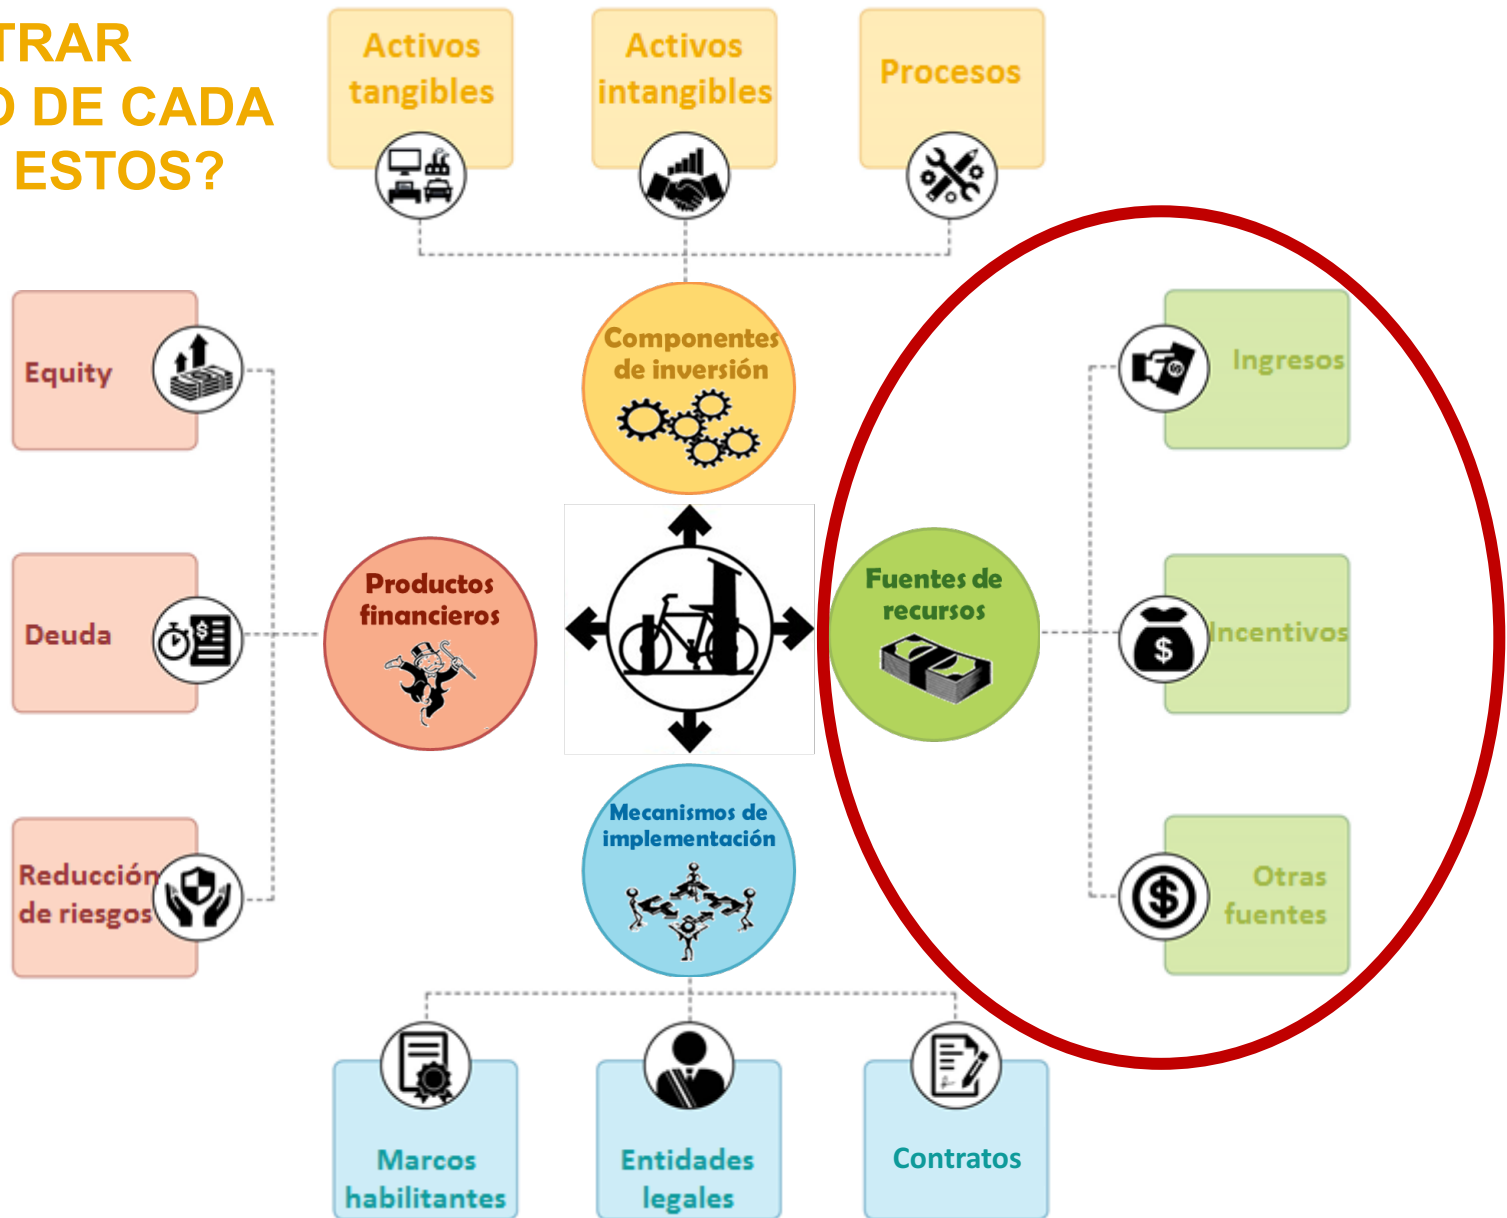 TRAR
O DE CADA
ESTOS?
Activos
tangibles
Activos
intangibles
Procesos
Componentes
de inversión
Equity
Deuda
Reducción
de riesgos
Productos
financieros
Fuentes de
recursos
Ingresos
Incentivos
Otras
fuentes
Mecanismos de
implementación
Marcos
habilitantes
Entidades
legales
Contratos